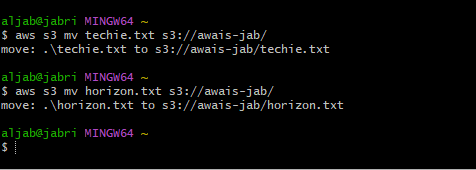 aljab@jabri MINGW64 ~
$ aws s3 mv techie.txt s3://awais-jab/
move: .\techie.txt to s3://awais-jab/techie.txt
aljab@jabri MINGW64 ~
$ aws s3 mv horizon.txt s3://awais-jab/
move: .\horizon.txt to s3://awais-jab/horizon.txt
aljab@jabri MINGW64 ~
$